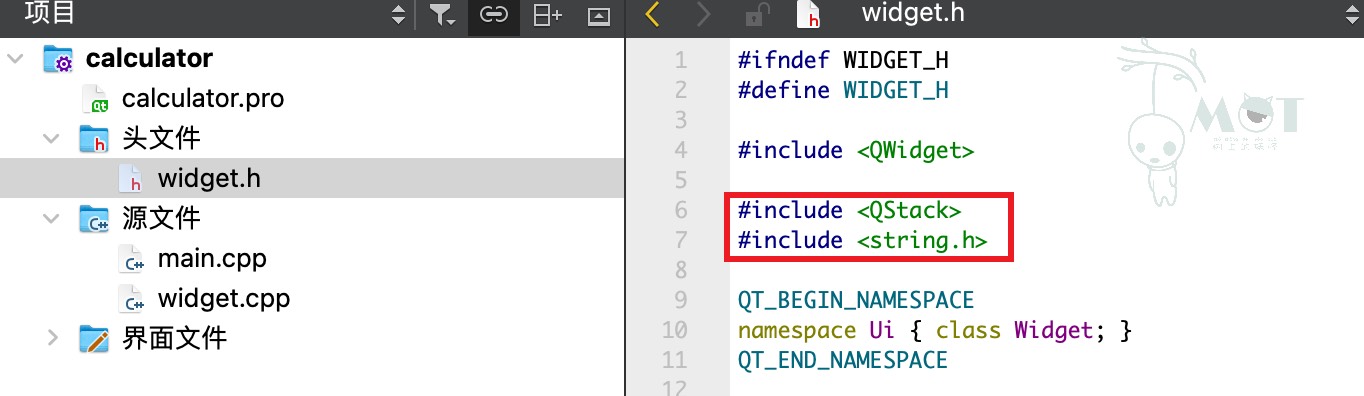 项目
calculator
calculator.pro
头文件
widget.h
源文件
main.cpp
widget.cpp
界面文件
widget.h
1 #ifndef WIDGET_H
2 #define WIDGET_H
3
4 #include <QWidget>
5
6 #include <QStack>
7 #include <string.h>
8
9 QT_BEGIN_NAMESPACE
10 namespace Ui { class Widget; }
11 QT_END_NAMESPACE
12
MOT